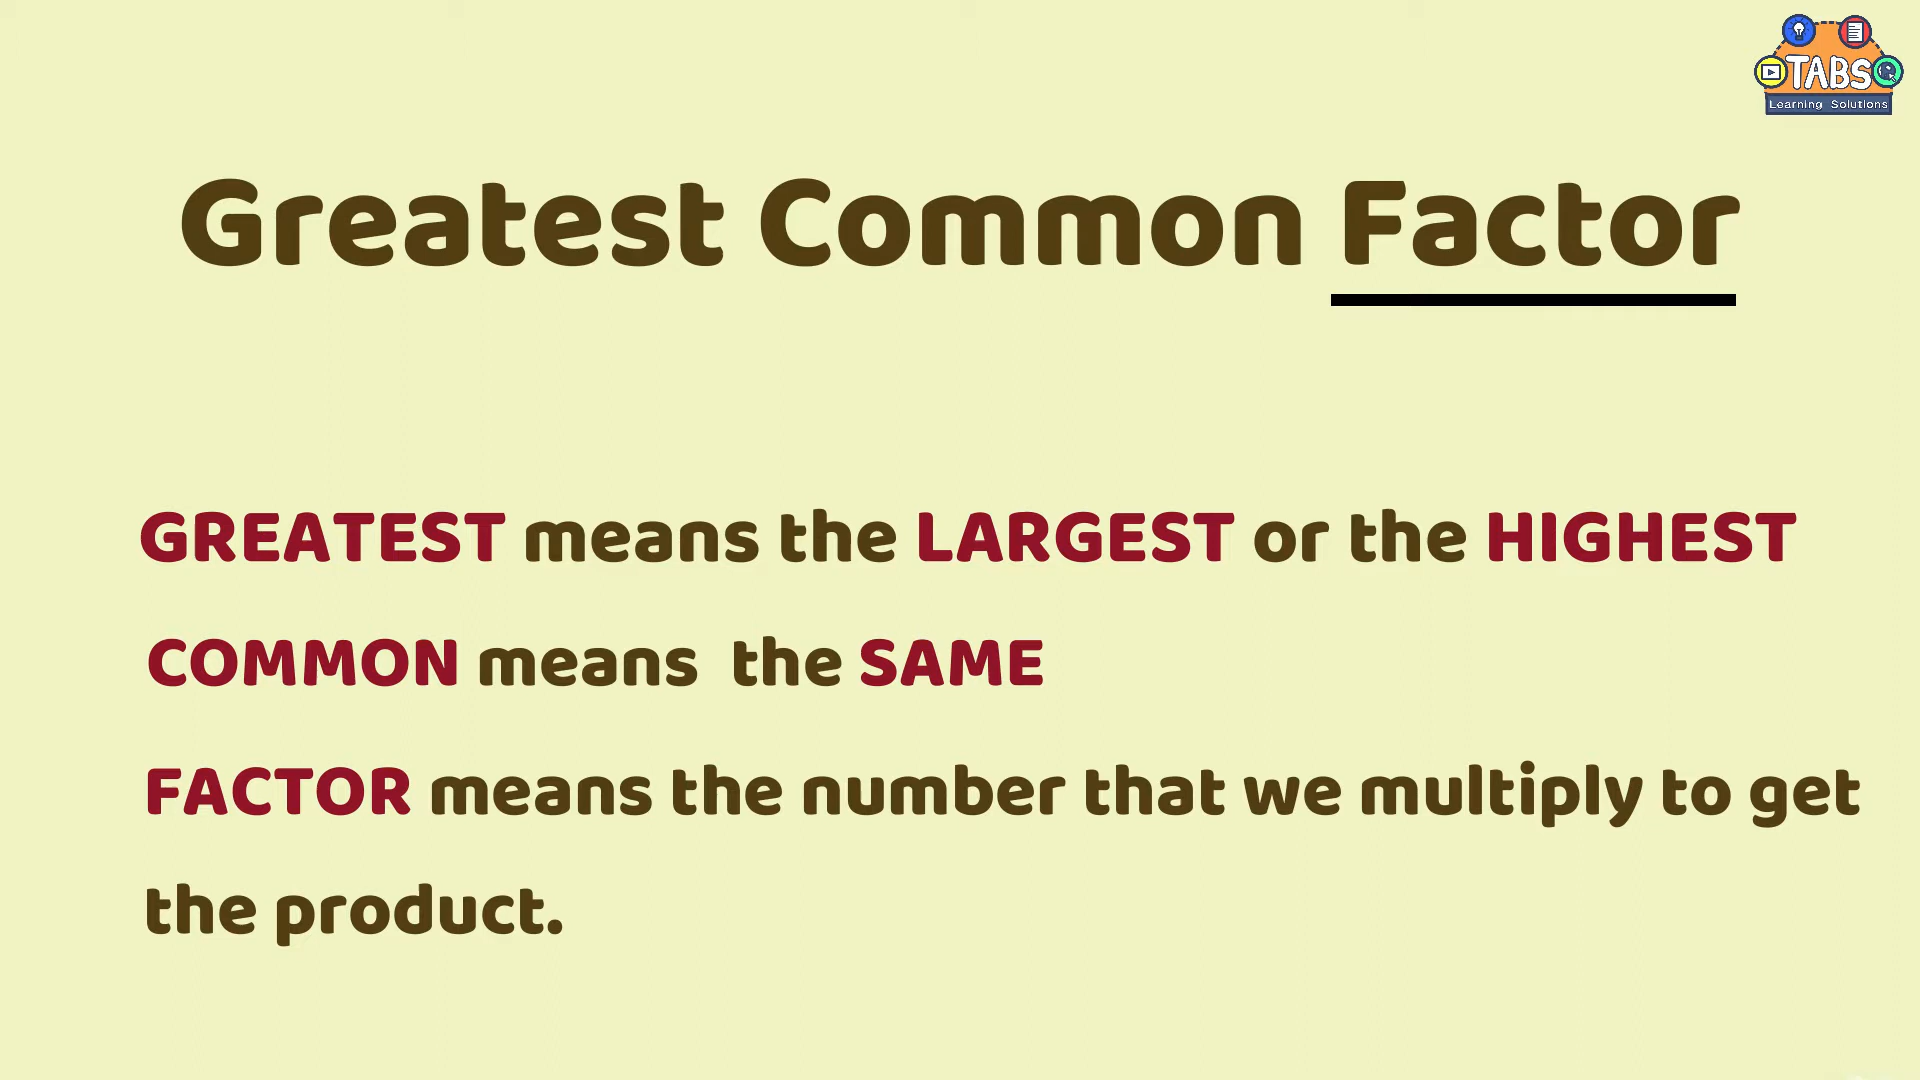 TABS
Learning Solutions
Greatest Common Factor
GREATEST means the LARGEST or the HIGHEST
COMMON means the SAME
FACTOR means the number that we multiply to get
the product.